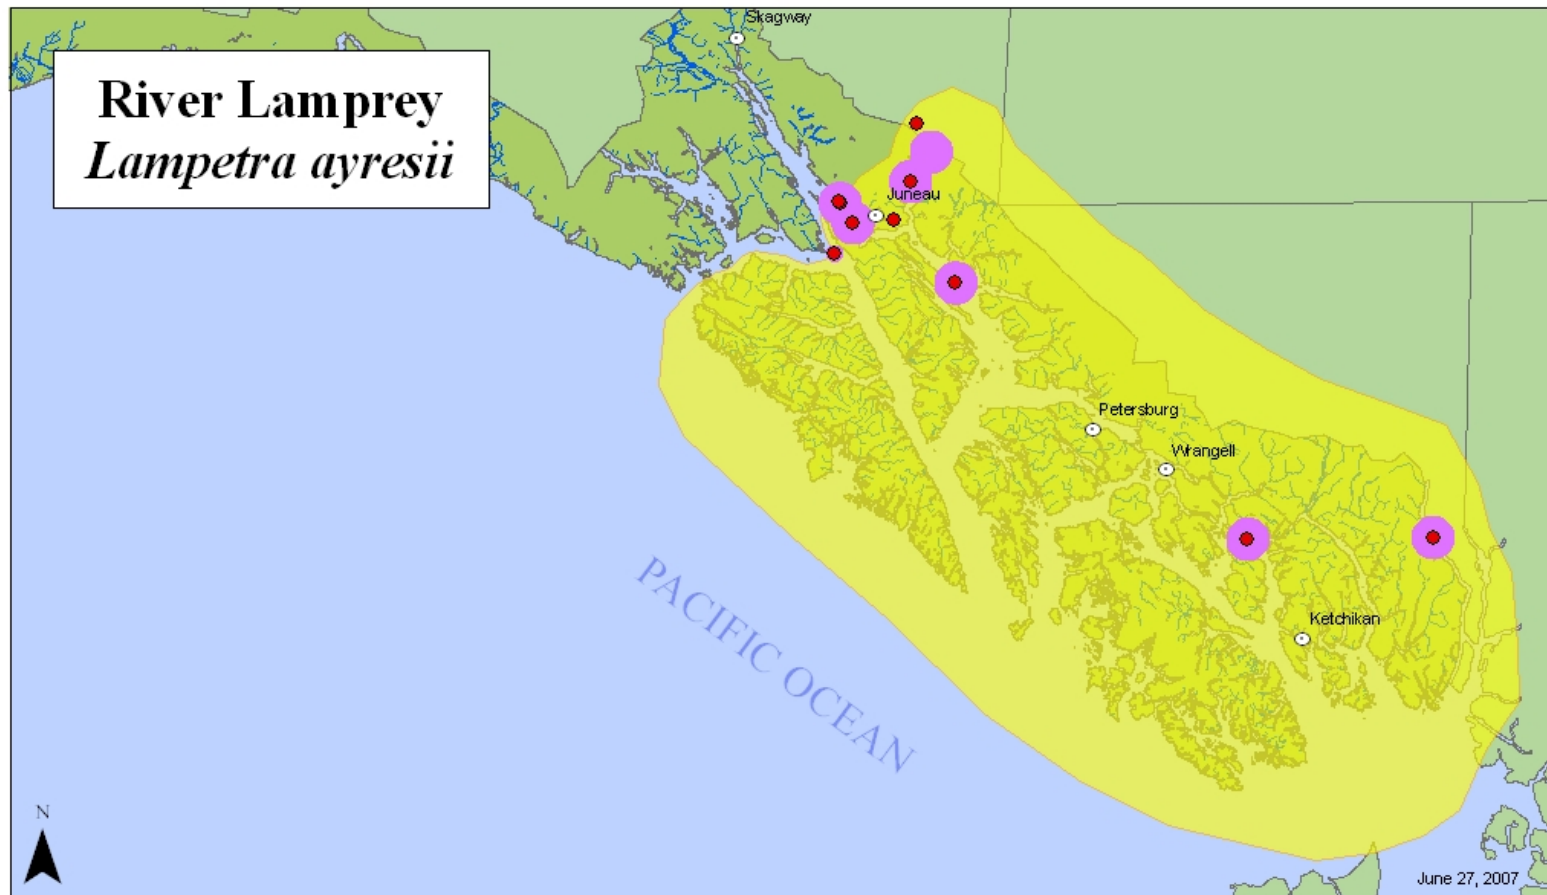 Skagway
River Lamprey
Lampetra ayresii
Juneau
Petersburg
Wrangell
Ketchikan
PACIFIC OCEAN
N
June 27, 2007